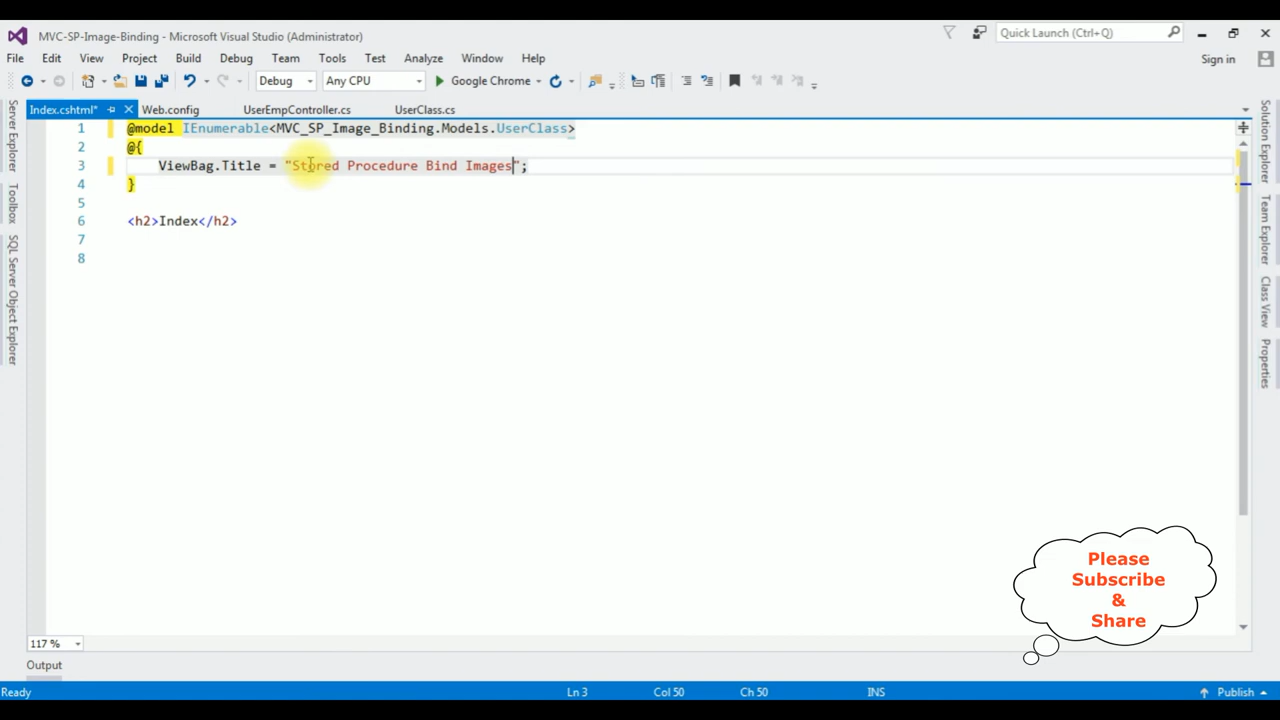 MVC-SP-Image-Binding - Microsoft Visual Studio (Administrator)
Quick Launch (Ctrl+Q)
File Edit View Project Build Debug Team Tools Test Analyze Window Help
Sign in
Debug Any CPU Google Chrome
Server Explorer
Toolbox
SQL Server Object Explorer
Index.cshtml* Web.config UserEmpController.cs UserClass.cs
1 @model IEnumerable<MVC_SP_Image_Binding.Models.UserClass>
2 @{
3 ViewBag.Title = "Stored Procedure Bind Images";
4 }
5
6 <h2>Index</h2>
7
8
Solution Explorer
Team Explorer
Class View
Properties
Please
Subscribe
&
Share
117 %
Output
Ready Ln 3 Col 50 Ch 50 INS Publish